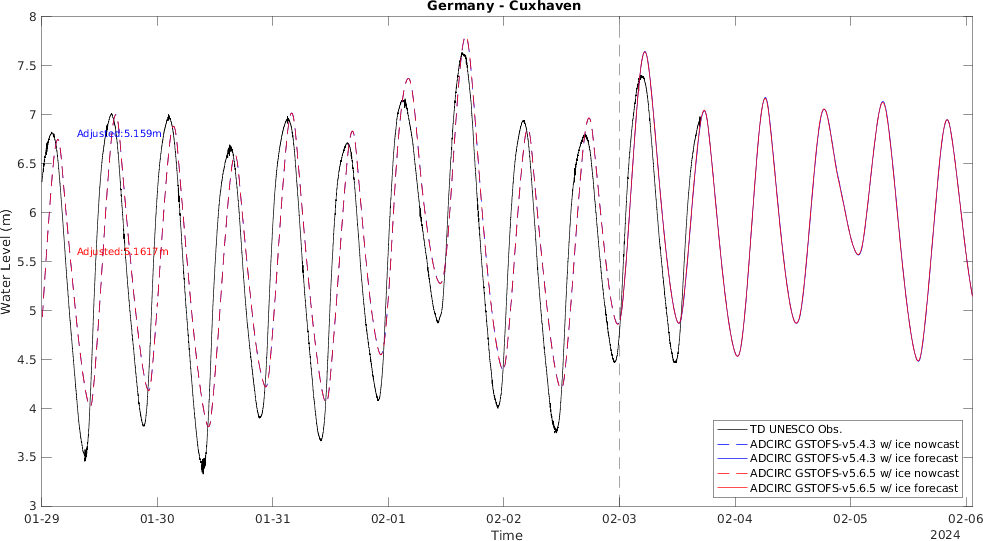 Germany - Cuxhaven
8
7.5
7
6.5
6
5.5
5
4.5
4
3.5
3
Water Level (m)
Adjusted:5.159m
Adjusted:5.1617m
TD UNESCO Obs.
ADCIRC GSTOFS-v5.4.3 w/ ice nowcast
ADCIRC GSTOFS-v5.4.3 w/ ice forecast
ADCIRC GSTOFS-v5.6.5 w/ ice nowcast
ADCIRC GSTOFS-v5.6.5 w/ ice forecast
01-29 01-30 01-31 02-01 02-02 02-03 02-04 02-05 02-06
Time
2024